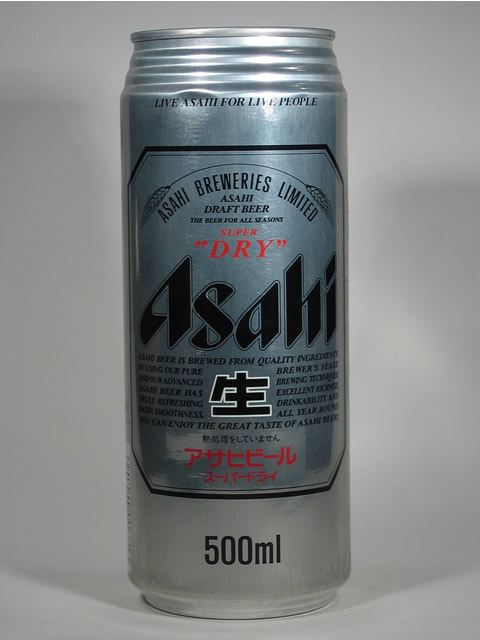 LIVE ASAHI FOR LIVE PEOPLE
ASAHI BREWERIES LIMITED
ASAHI
DRAFT BEER
THE BEER FOR ALL SEASONS
SUPER
"DRY"
Asahi
ASAHI BEER IS BREWED FROM QUALITY INGREDIENTS
BY USING OUR PURE BREWER'S YEAST
AND OUR ADVANCED BREWING TECHNIQUE
ASAHI BEER HAS EXCELLENT RICHNESS,
TRULY REFRESHING DRINKABILITY AND
SATIN SMOOTHNESS. ALL YEAR ROUND
YOU CAN ENJOY THE GREAT TASTE OF ASAHI BEER
生
熱処理をしていません
アサヒビール
スーパードライ
500ml